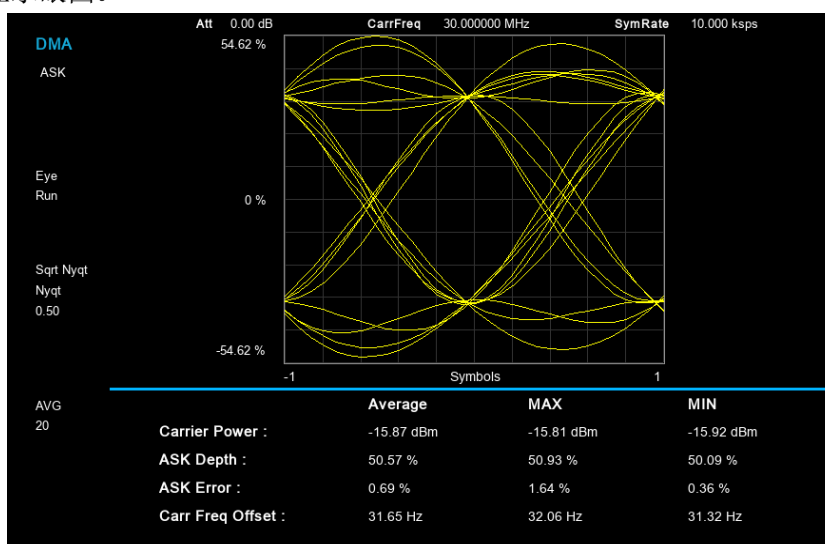 Att 0.00 dB CarrFreq 30.000000 MHz SymRate 10.000 ksps
DMA
54.62 %
ASK
Eye
Run
0 %
Sqrt Nyqt
Nyqt
0.50
-54.62 %
-1 Symbols 1
AVG
20
Average MAX MIN
Carrier Power : -15.87 dBm -15.81 dBm -15.92 dBm
ASK Depth : 50.57 % 50.93 % 50.09 %
ASK Error : 0.69 % 1.64 % 0.36 %
Carr Freq Offset : 31.65 Hz 32.06 Hz 31.32 Hz